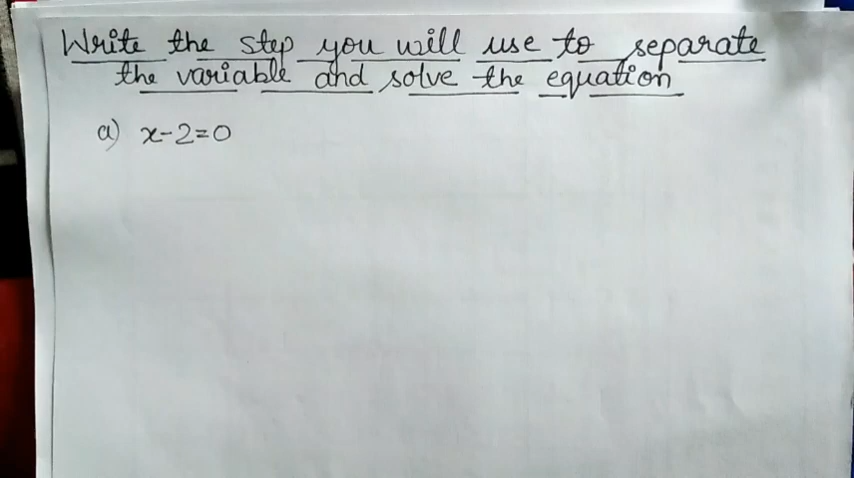 Write the step you will use to separate
the variable and solve the equation
a) x-2=0